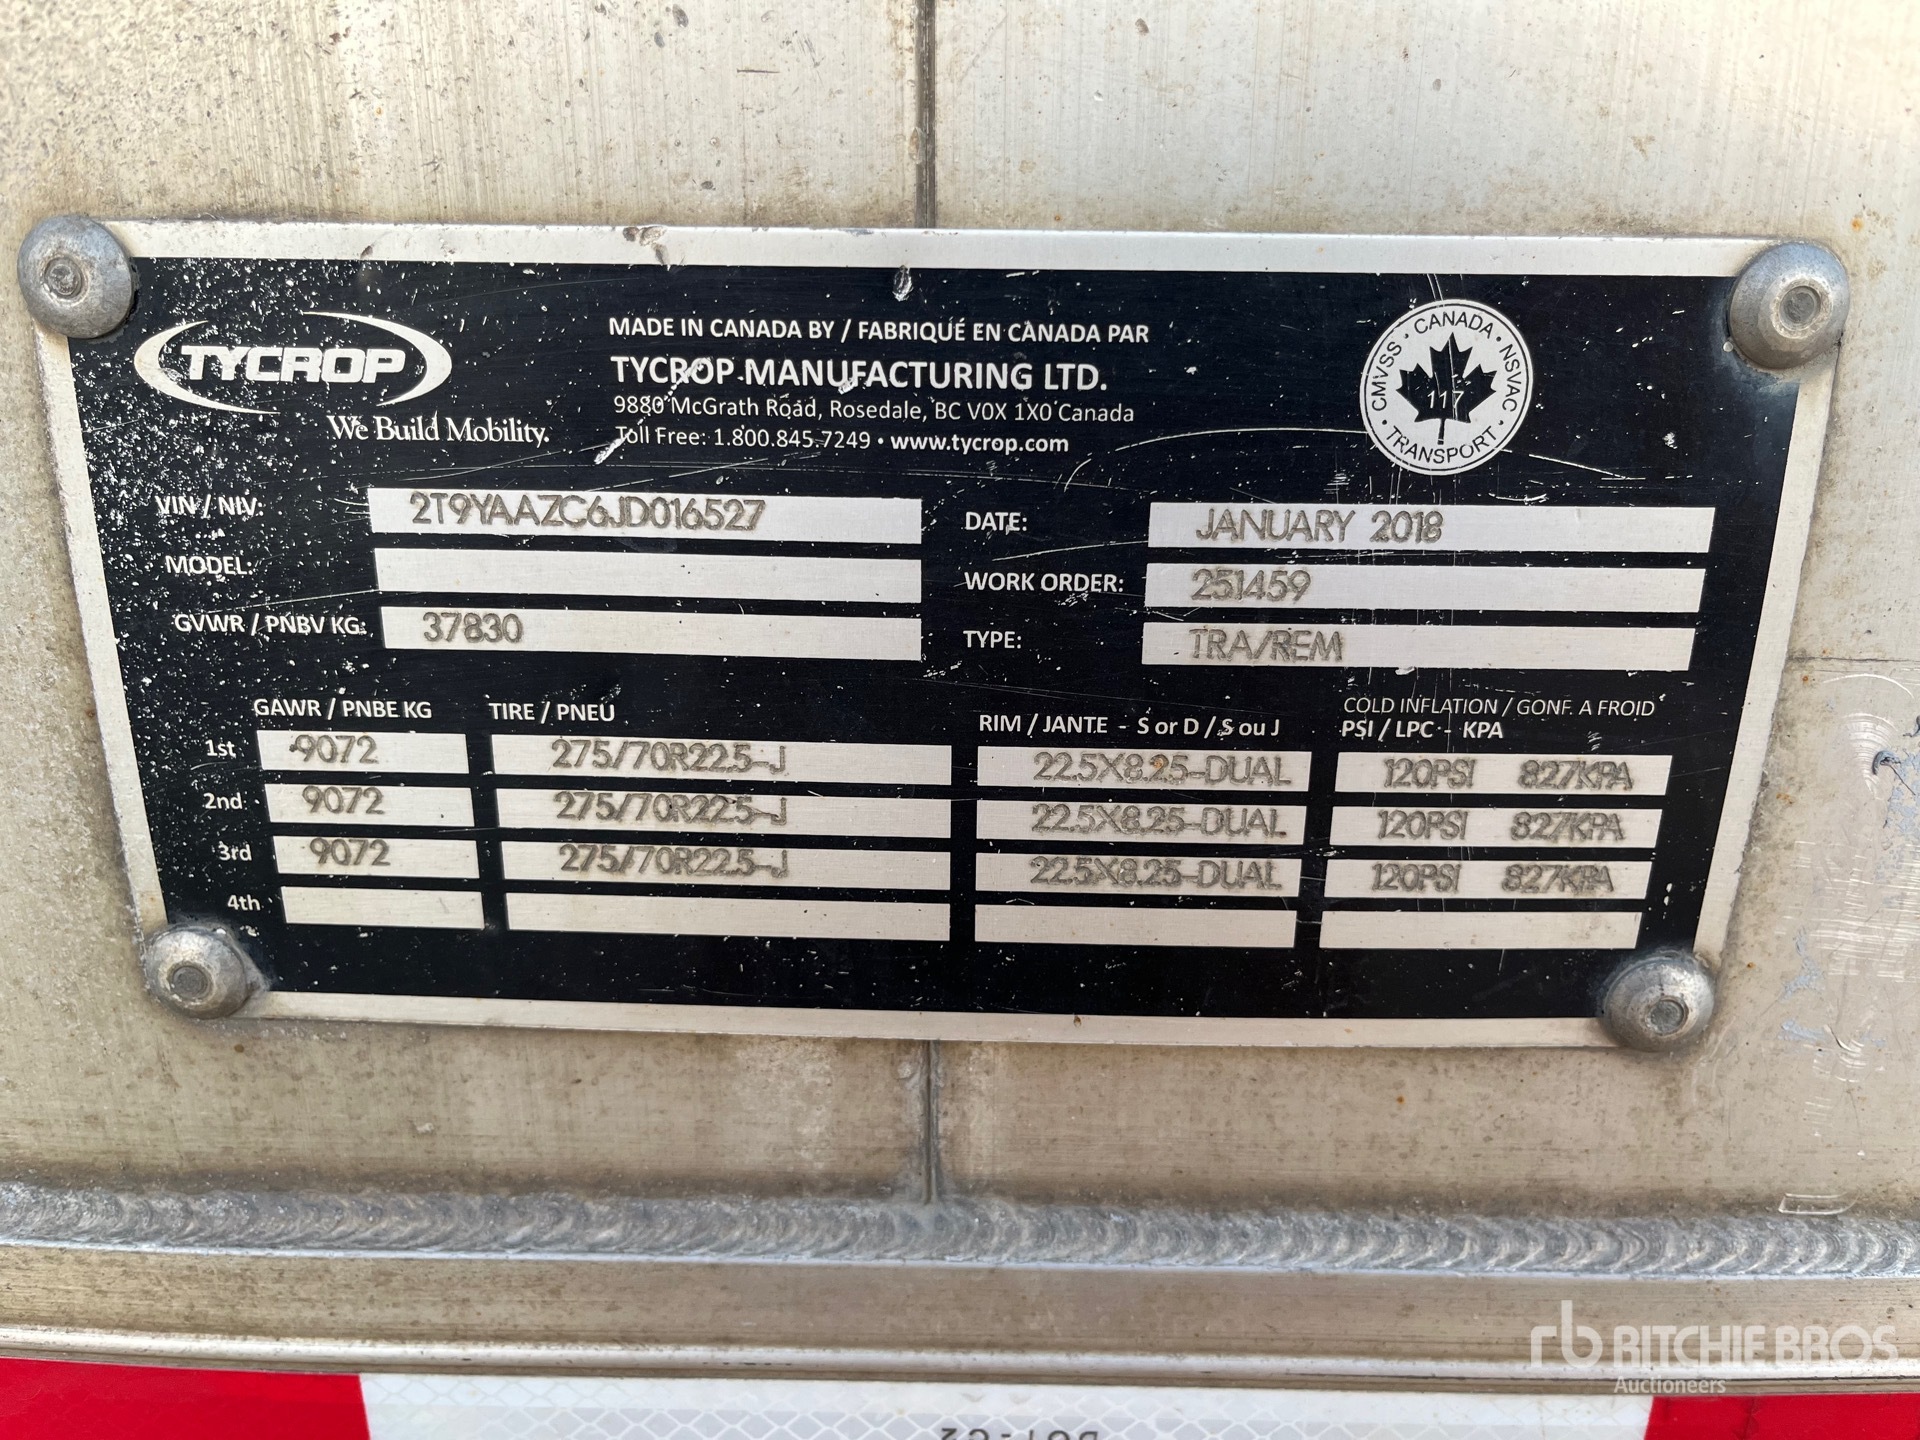 TYCROP
We Build Mobility.
MADE IN CANADA BY / FABRIQUÉ EN CANADA PAR
TYCROP MANUFACTURING LTD.
9880 McGrath Road, Rosedale, BC V0X 1X0 Canada
Toll Free: 1.800.845.7249 • www.tycrop.com
CMVSS · CANADA · NSVAC · TRANSPORT ·
117
VIN / NIV: 2T9YAAZC6JD016527
DATE: JANUARY 2018
MODEL:
WORK ORDER: 251459
GVWR / PNBV KG: 37830
TYPE: TRA/REM
GAWR / PNBE KG TIRE / PNEU RIM / JANTE - S or D / S ou J COLD INFLATION / GONF. A FROID
PSI / LPC - KPA
1st 9072 275/70R22.5-J 22.5X8.25-DUAL 120PSI 827KPA
2nd 9072 275/70R22.5-J 22.5X8.25-DUAL 120PSI 827KPA
3rd 9072 275/70R22.5-J 22.5X8.25-DUAL 120PSI 827KPA
4th
DOT-C2
rb RITCHIE BROS
Auctioneers